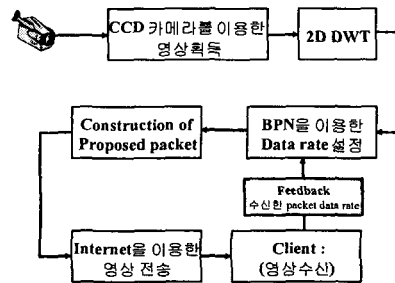 CCD 카메라를 이용한
영상획득
2D DWT
Construction of
Proposed packet
BPN을 이용한
Data rate 설정
Feedback
수신한 packet data rate
Internet을 이용한
영상 전송
Client :
(영상수신)